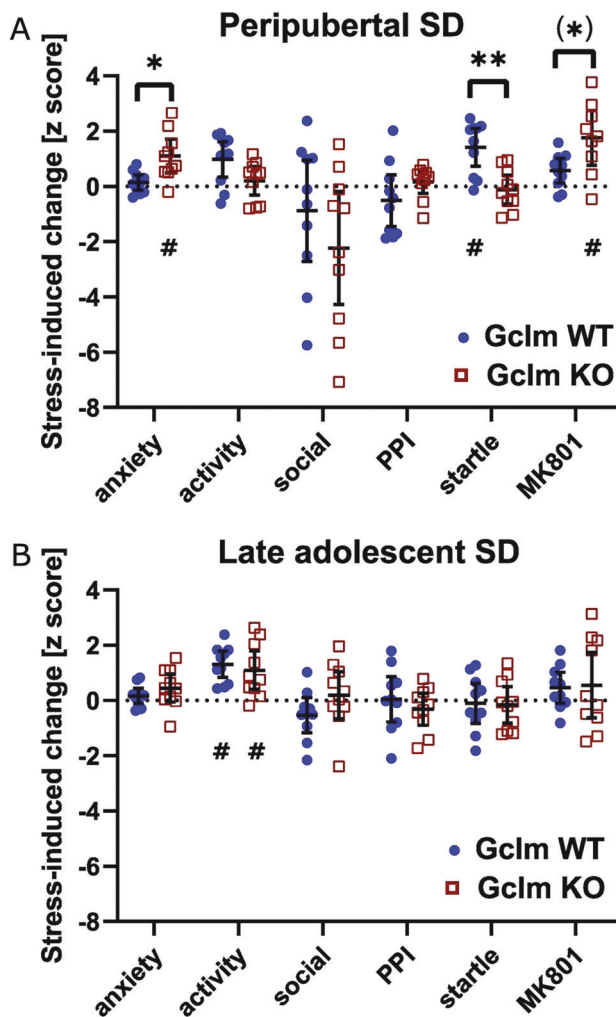 A Peripubertal SD
Stress-induced change [z score]
* ** (*)
4
2
0
-2
-4
-6
-8
# # #
Gclm WT
Gclm KO
anxiety activity social PPI startle MK801
B Late adolescent SD
Stress-induced change [z score]
4
2
0
-2
-4
-6
-8
# #
Gclm WT
Gclm KO
anxiety activity social PPI startle MK801